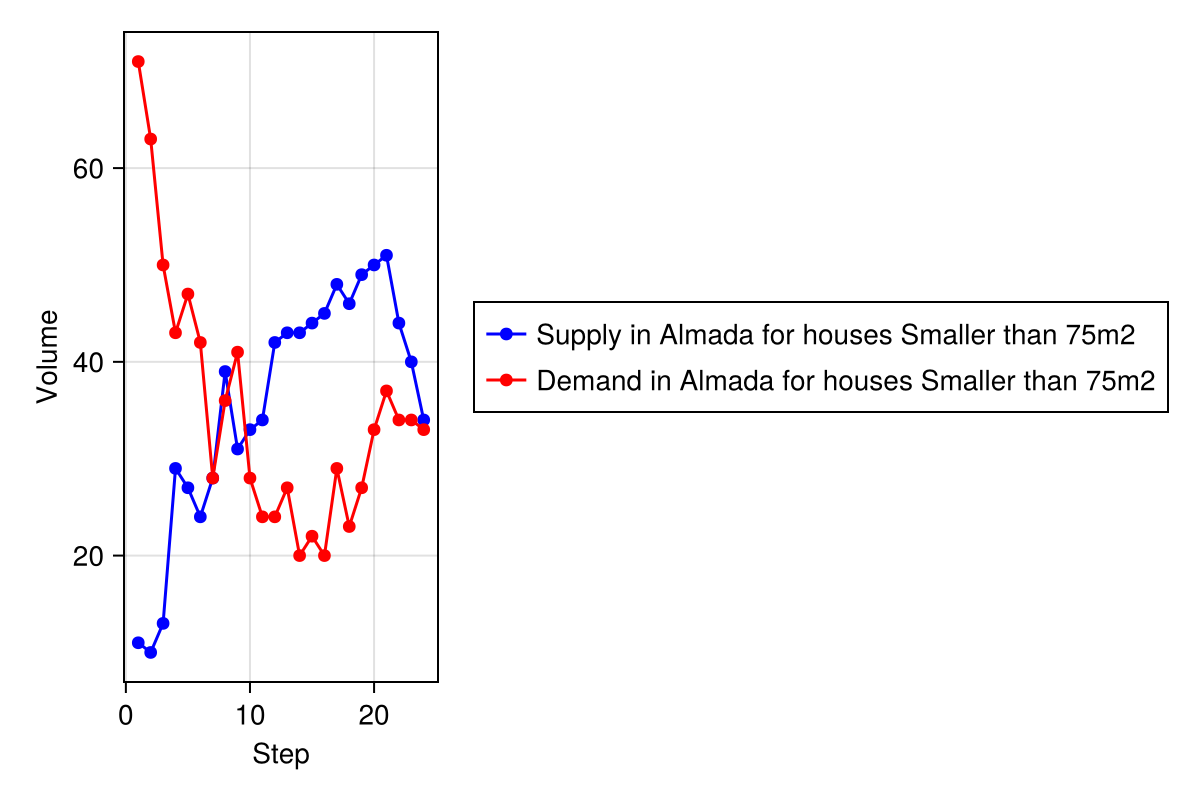 60
40
20
Volume
0 10 20
Step
Supply in Almada for houses Smaller than 75m2
Demand in Almada for houses Smaller than 75m2